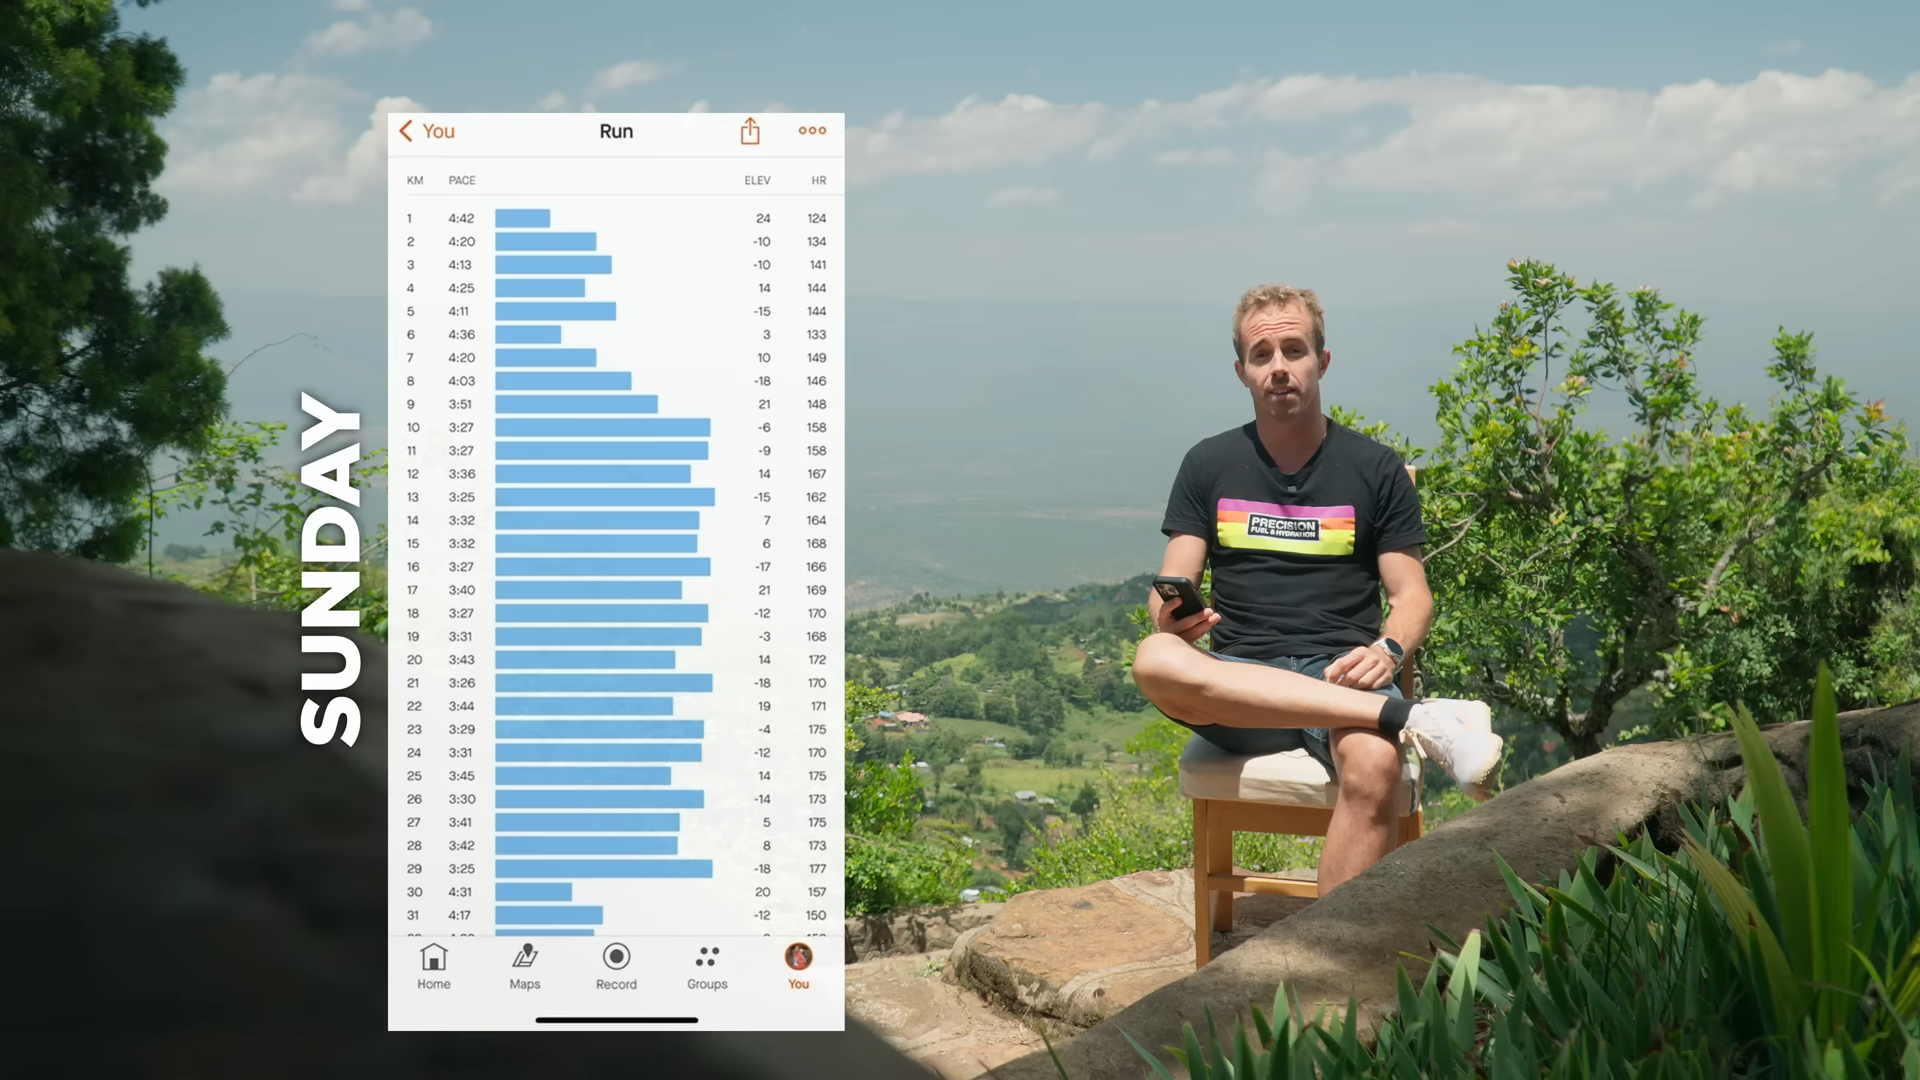 SUNDAY
You Run
KM PACE ELEV HR
1 4:42 24 124
2 4:20 -10 134
3 4:13 -10 141
4 4:25 14 144
5 4:11 -15 144
6 4:36 3 133
7 4:20 10 149
8 4:03 -18 146
9 3:51 21 148
10 3:27 -6 158
11 3:27 -9 158
12 3:36 14 167
13 3:25 -15 162
14 3:32 7 164
15 3:32 6 168
16 3:27 -17 166
17 3:40 21 169
18 3:27 -12 170
19 3:31 -3 168
20 3:43 14 172
21 3:26 -18 170
22 3:44 19 171
23 3:29 -4 175
24 3:31 -12 170
25 3:45 14 175
26 3:30 -14 173
27 3:41 5 175
28 3:42 8 173
29 3:25 -18 177
30 4:31 20 157
31 4:17 -12 150
Home Maps Record Groups You
PRECISION
FUEL & HYDRATION